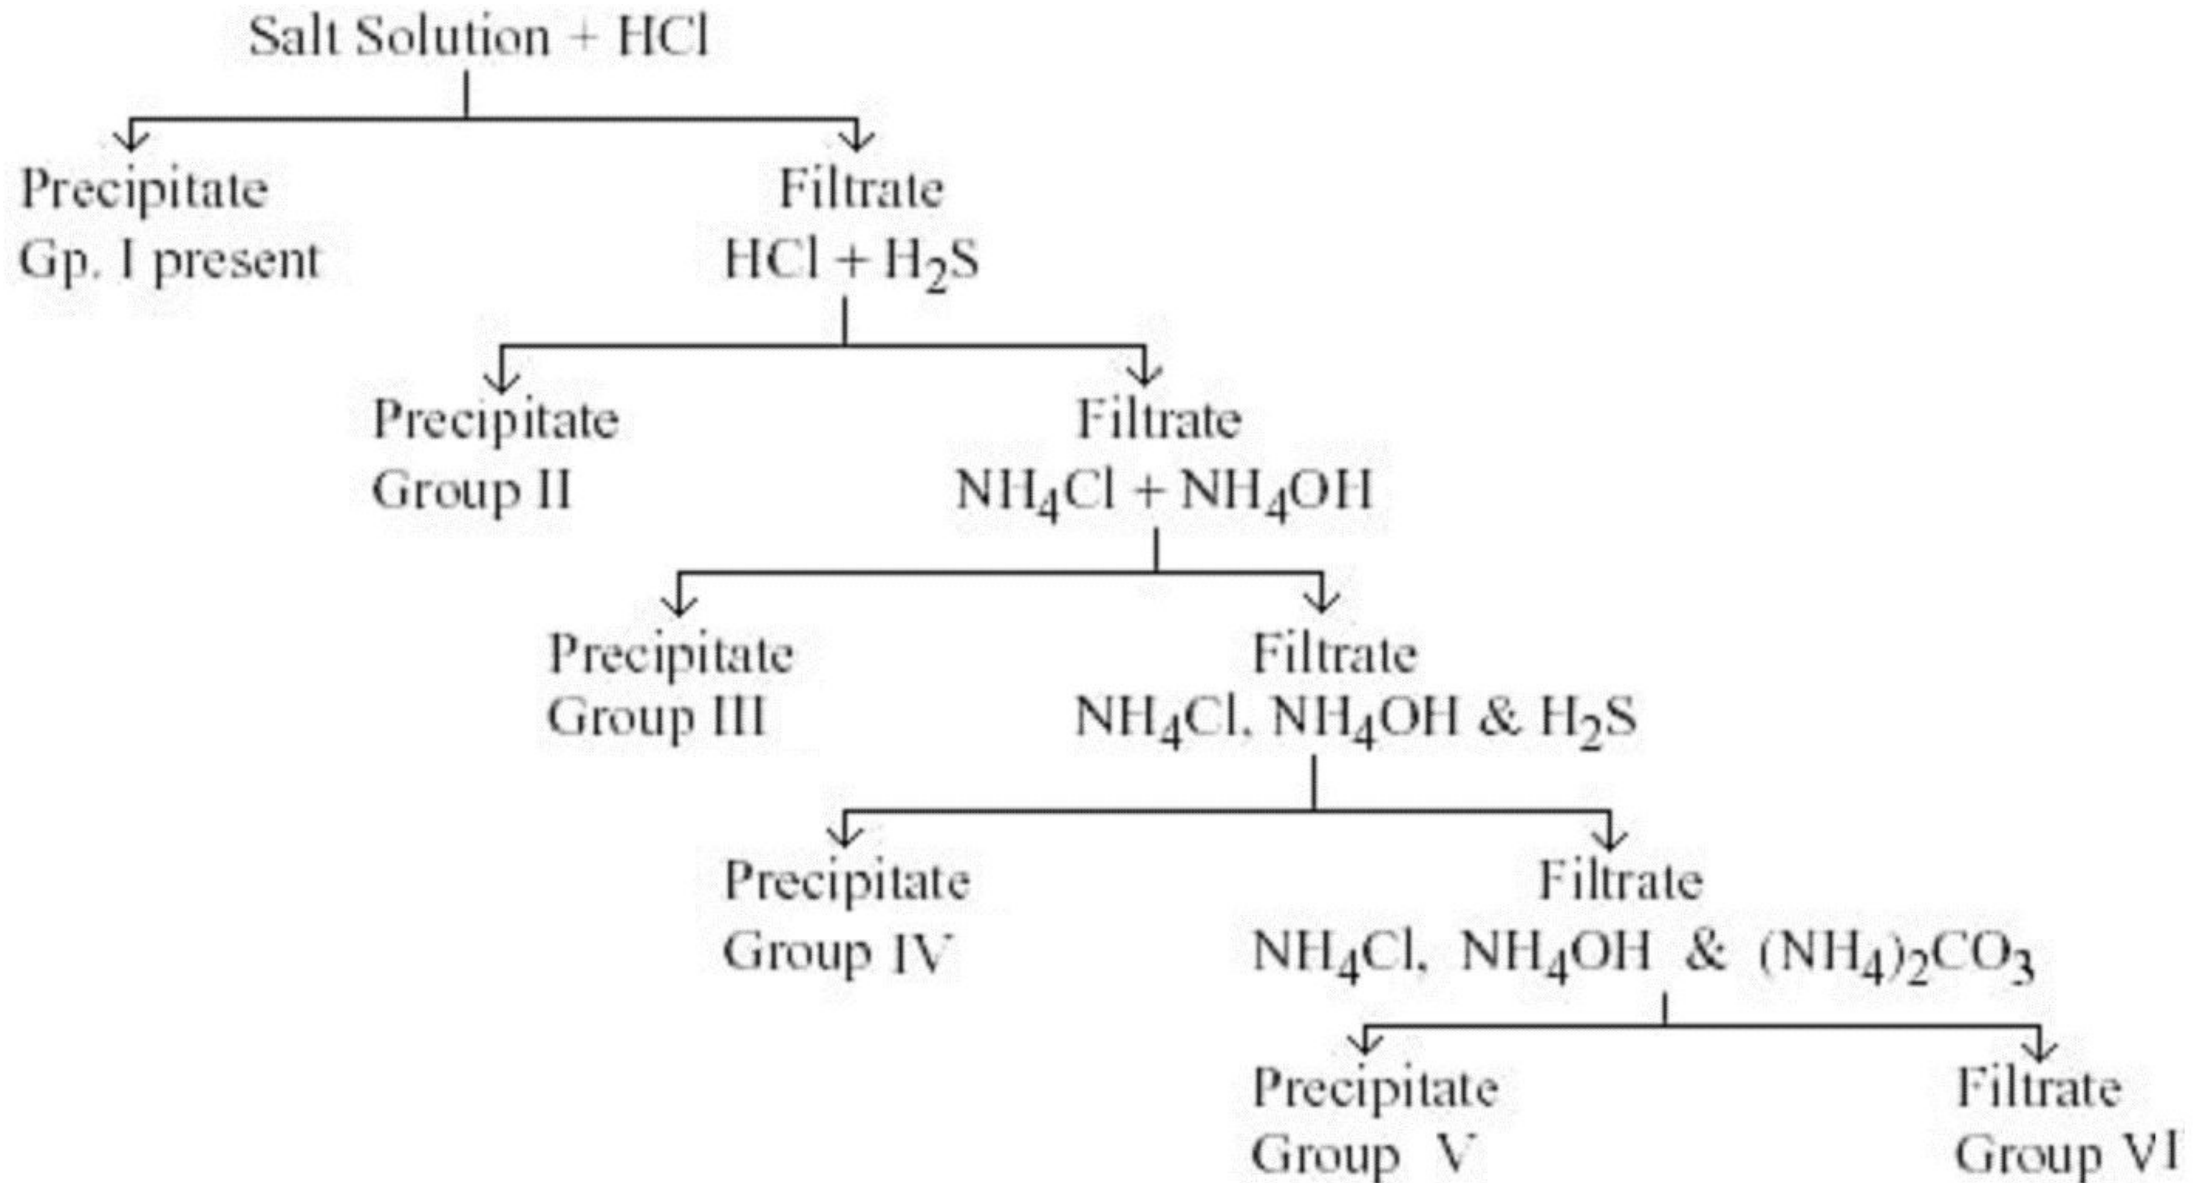 Salt Solution + HCl
Precipitate
Gp. I present
Filtrate
HCl + H₂S
Precipitate
Group II
Filtrate
NH₄Cl + NH₄OH
Precipitate
Group III
Filtrate
NH₄Cl, NH₄OH & H₂S
Precipitate
Group IV
Filtrate
NH₄Cl, NH₄OH & (NH₄)₂CO₃
Precipitate
Group V
Filtrate
Group VI